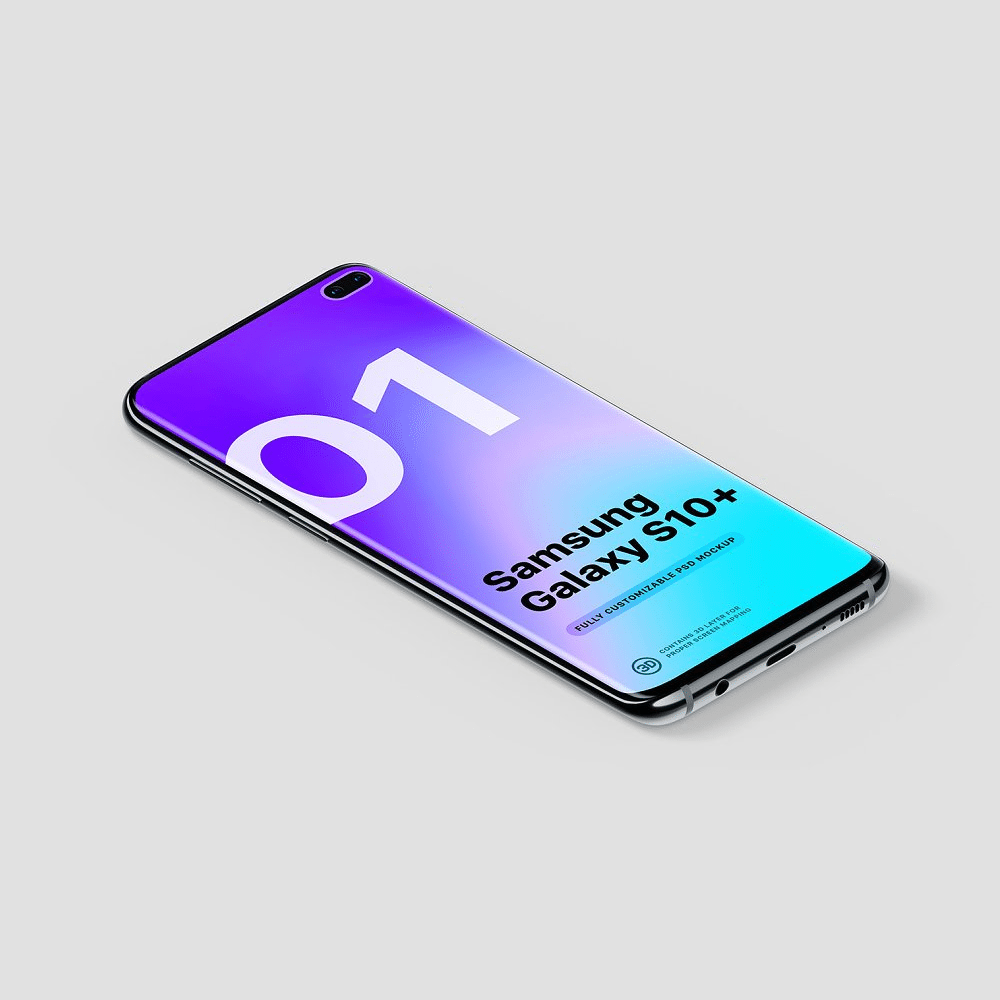 01
Samsung
Galaxy S10+
FULLY CUSTOMIZABLE PSD MOCKUP
3D
CONTAINS 3D LAYER FOR
PROPER SCREEN MAPPING